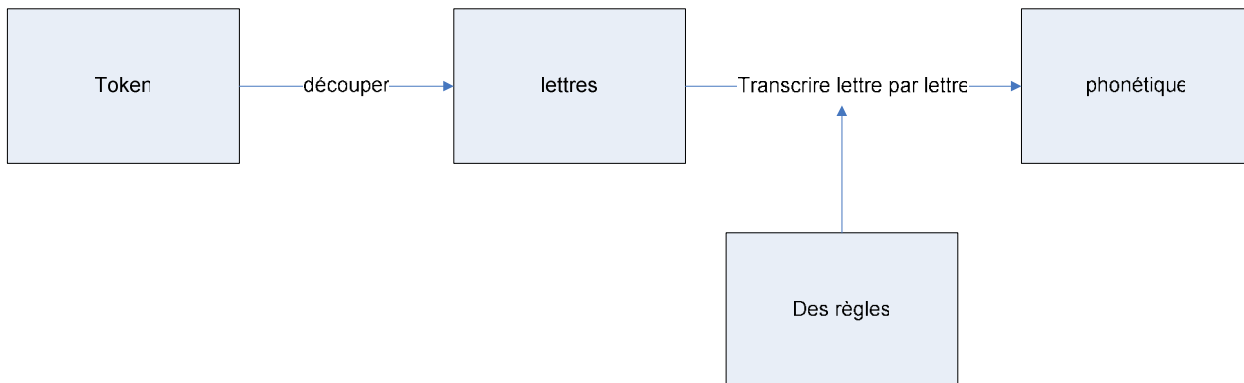 Token
découper
lettres
Transcrire lettre par lettre
phonétique
Des règles